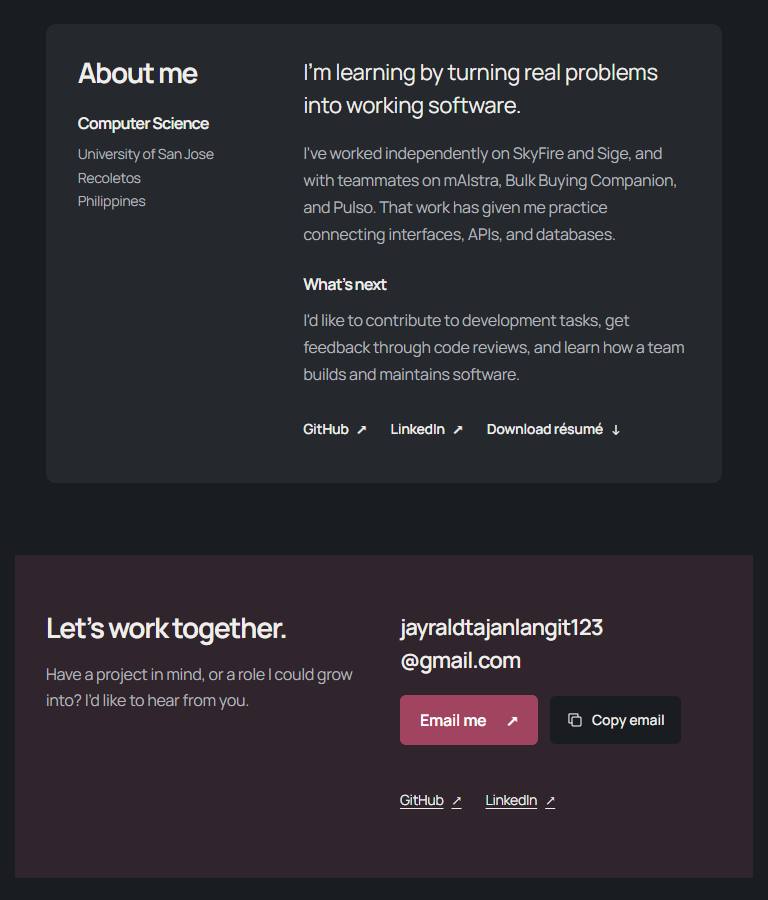 About me
Computer Science
University of San Jose
Recoletos
Philippines
I'm learning by turning real problems
into working software.
I've worked independently on SkyFire and Sige, and
with teammates on mAIstra, Bulk Buying Companion,
and Pulso. That work has given me practice
connecting interfaces, APIs, and databases.
What's next
I'd like to contribute to development tasks, get
feedback through code reviews, and learn how a team
builds and maintains software.
GitHub ↗ LinkedIn ↗ Download résumé ↓
Let's work together.
Have a project in mind, or a role I could grow
into? I'd like to hear from you.
jayraldtajanlangit123
@gmail.com
Email me ↗ Copy email
GitHub ↗ LinkedIn ↗